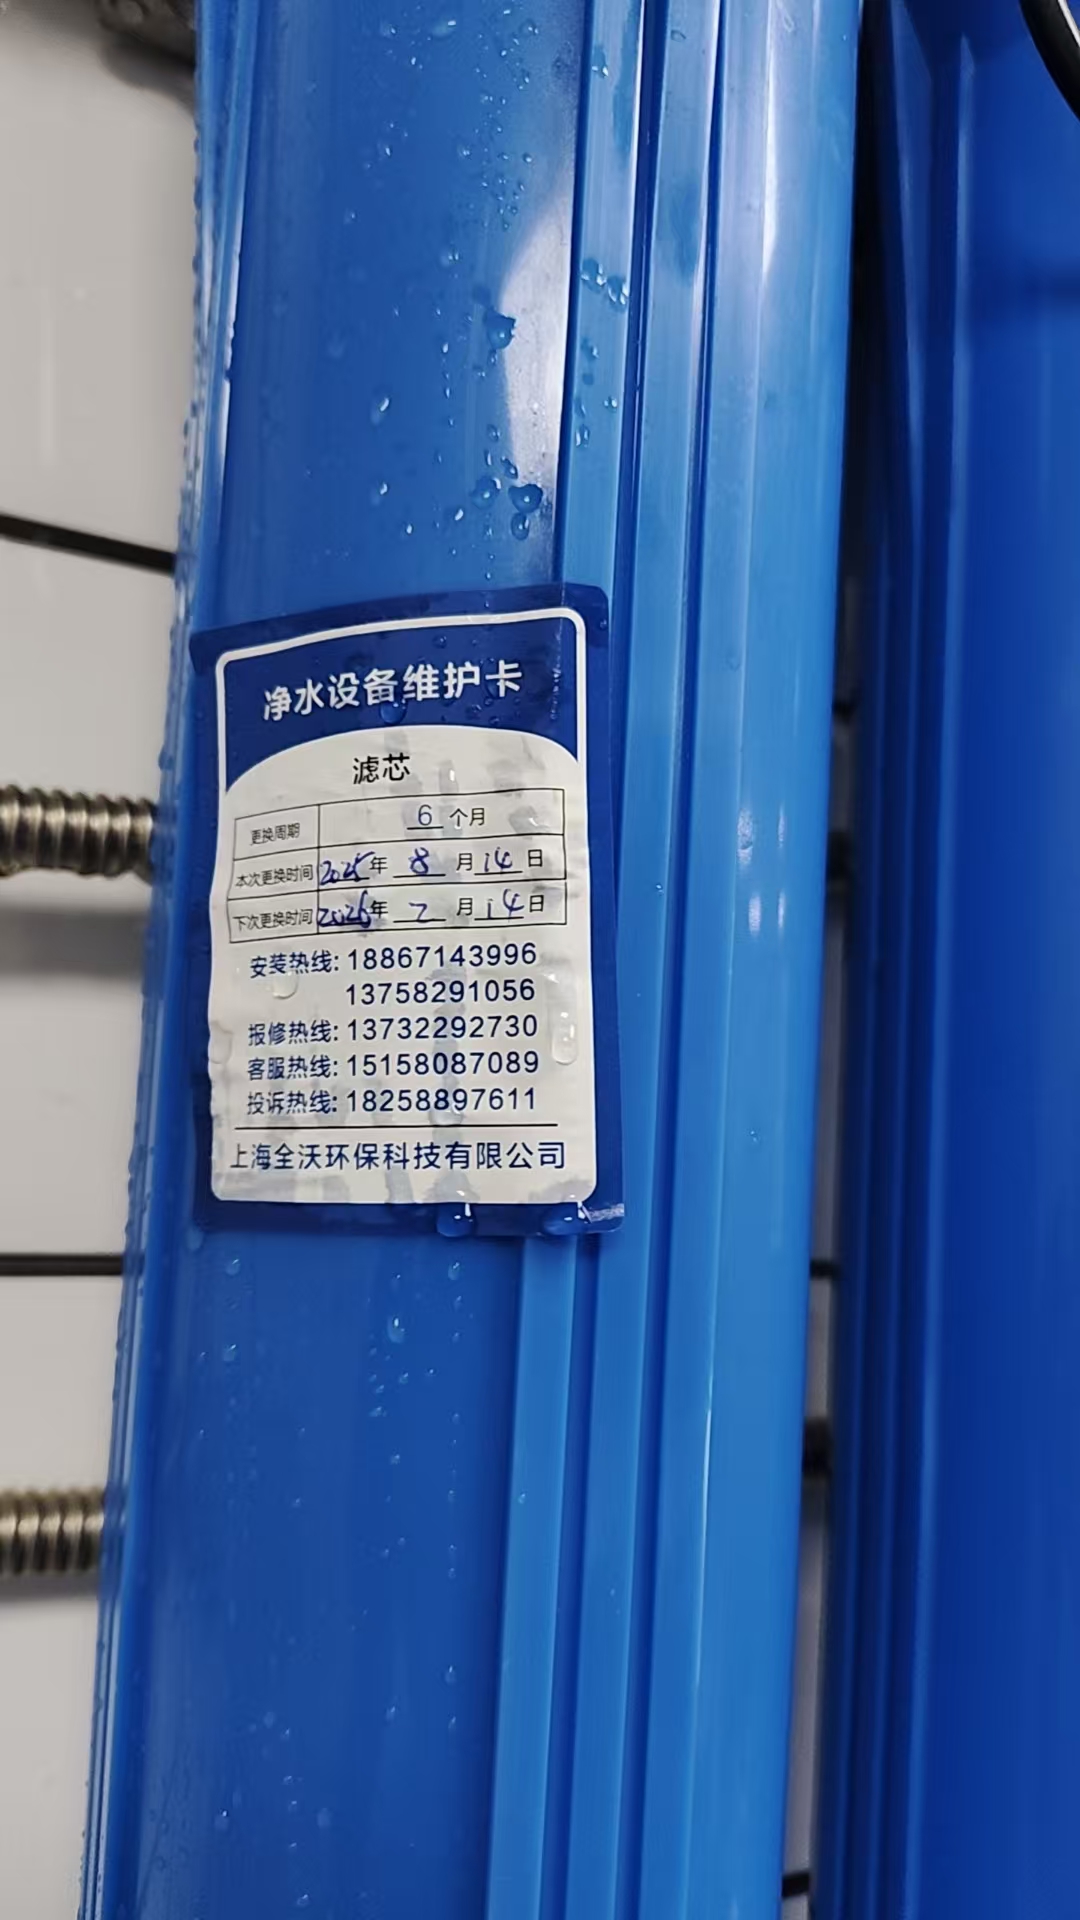 净水设备维护卡
滤芯
更换周期 6 个月
本次更换时间 2025年 8 月 14 日
下次更换时间 2026年 2 月 14 日
安装热线: 18867143996
13758291056
报修热线: 13732292730
客服热线: 15158087089
投诉热线: 18258897611
上海全沃环保科技有限公司